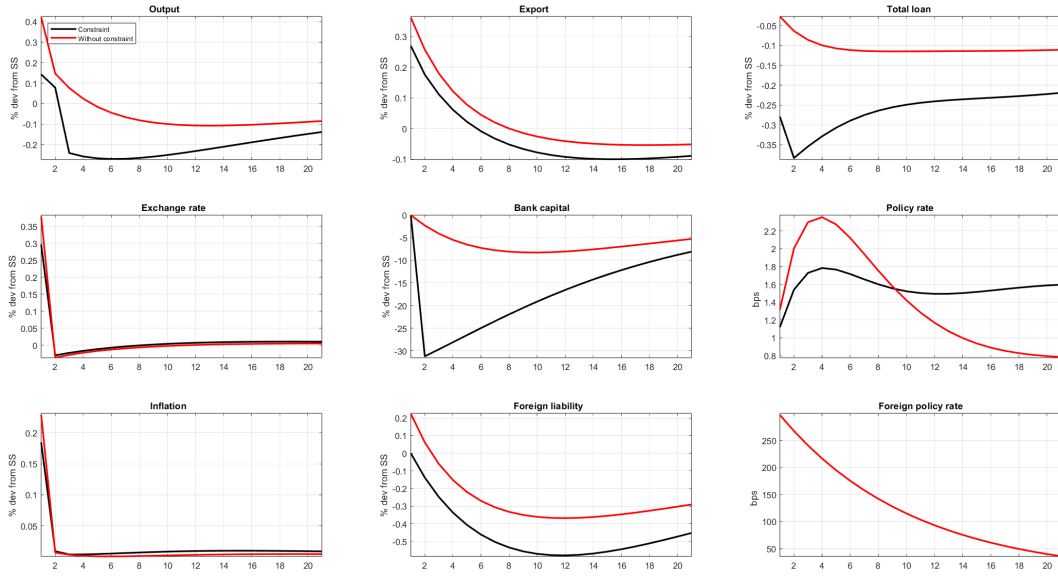 Output
% dev from SS
0.4
0.3
0.2
0.1
0
-0.1
-0.2
Constraint
Without constraint
2 4 6 8 10 12 14 16 18 20
Export
% dev from SS
0.3
0.2
0.1
0
-0.1
2 4 6 8 10 12 14 16 18 20
Total loan
% dev from SS
-0.05
-0.1
-0.15
-0.2
-0.25
-0.3
-0.35
2 4 6 8 10 12 14 16 18 20
Exchange rate
% dev from SS
0.35
0.3
0.25
0.2
0.15
0.1
0.05
0
2 4 6 8 10 12 14 16 18 20
Bank capital
% dev from SS
0
-5
-10
-15
-20
-25
-30
2 4 6 8 10 12 14 16 18 20
Policy rate
bps
2.2
2
1.8
1.6
1.4
1.2
1
0.8
2 4 6 8 10 12 14 16 18 20
Inflation
% dev from SS
0.2
0.15
0.1
0.05
2 4 6 8 10 12 14 16 18 20
Foreign liability
% dev from SS
0.2
0.1
0
-0.1
-0.2
-0.3
-0.4
-0.5
2 4 6 8 10 12 14 16 18 20
Foreign policy rate
bps
250
200
150
100
50
2 4 6 8 10 12 14 16 18 20